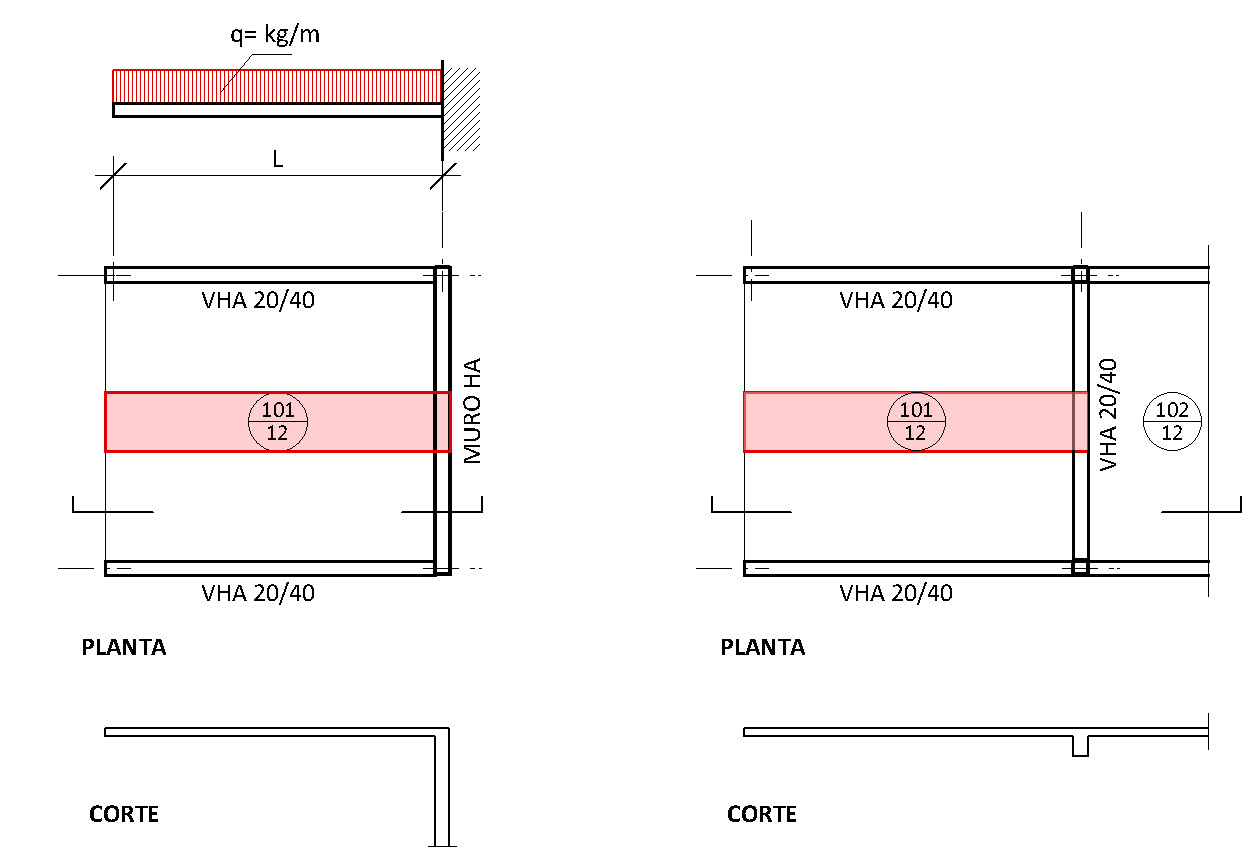 q= kg/m
L
VHA 20/40
101
12
MURO HA
VHA 20/40
PLANTA
CORTE
VHA 20/40
101
12
VHA 20/40
102
12
VHA 20/40
PLANTA
CORTE